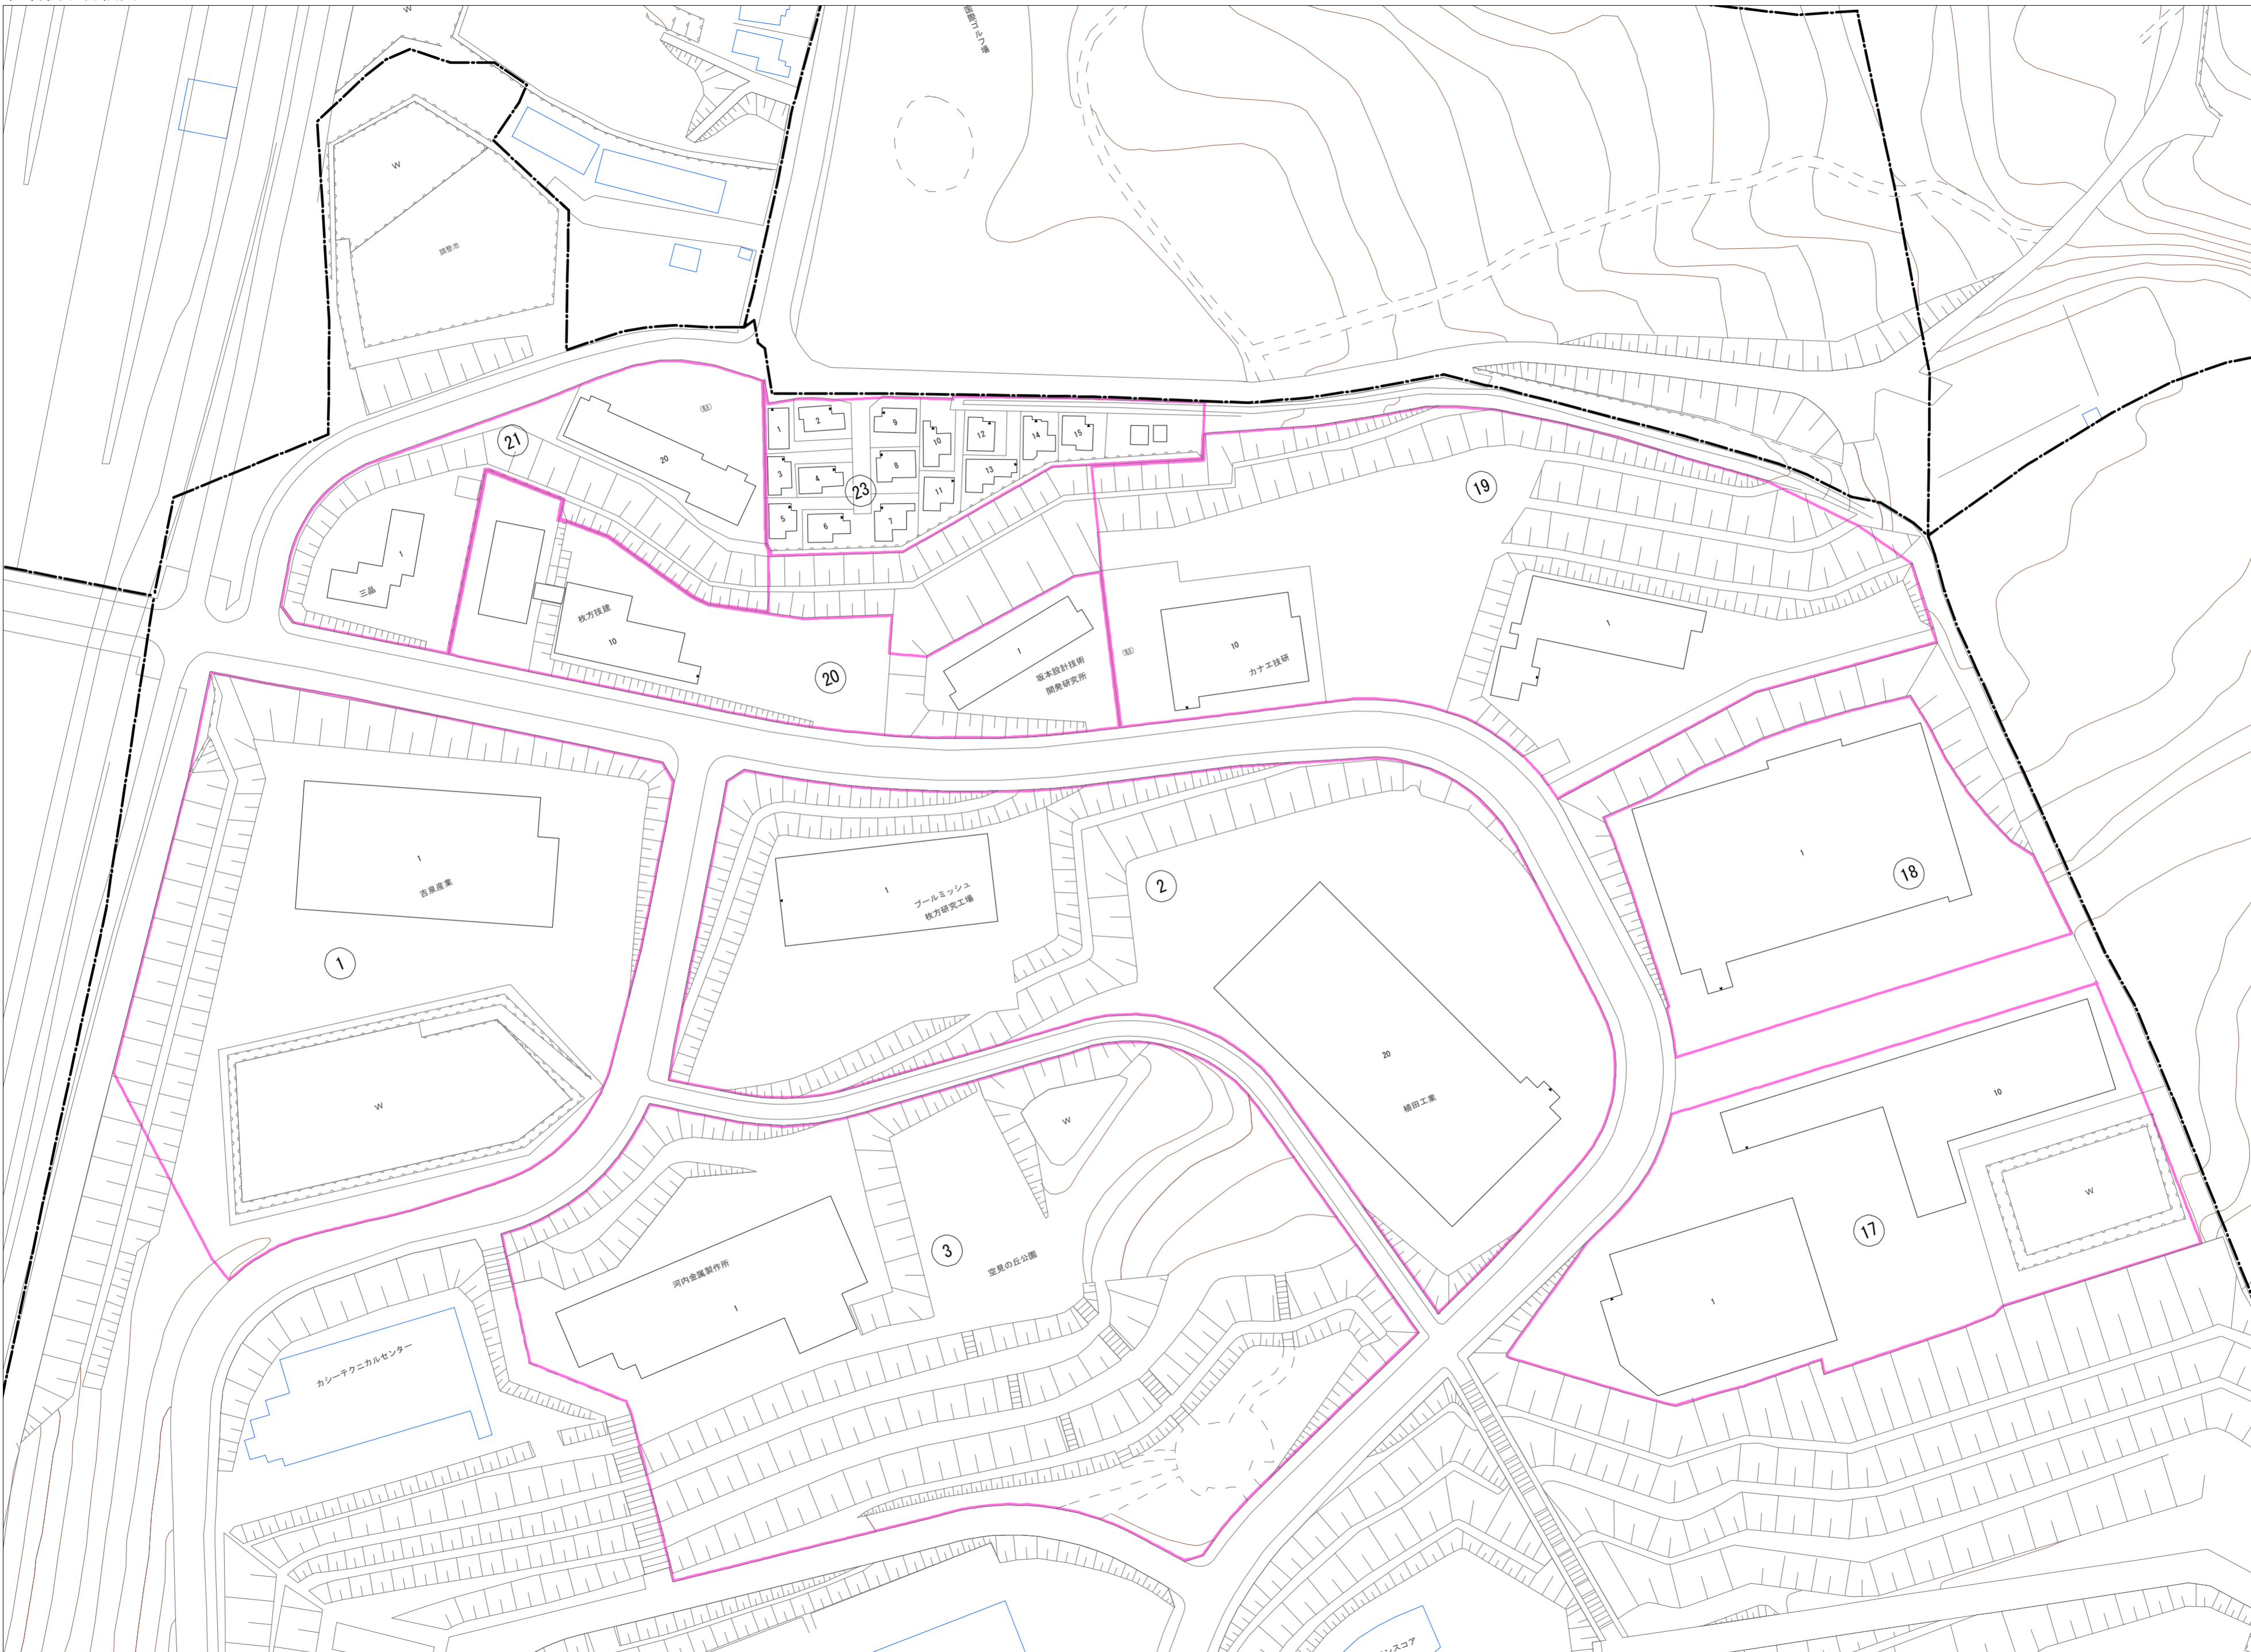 W
国際ゴルフ場
W
調整池
21
(駐)
20
1
2
9
10
12
14
15
3
4
8
13
23
11
5
6
7
19
1
三晶
枚方技建
10
20
1
坂本設計技術
開発研究所
(駐)
10
カナエ技研
1
1
吉泉産業
1
1
プールミッシュ
枚方研究工場
2
1
18
20
植田工業
10
W
W
W
17
1
3
空見の丘公園
河内金属製作所
1
カシーテクニカルセンター